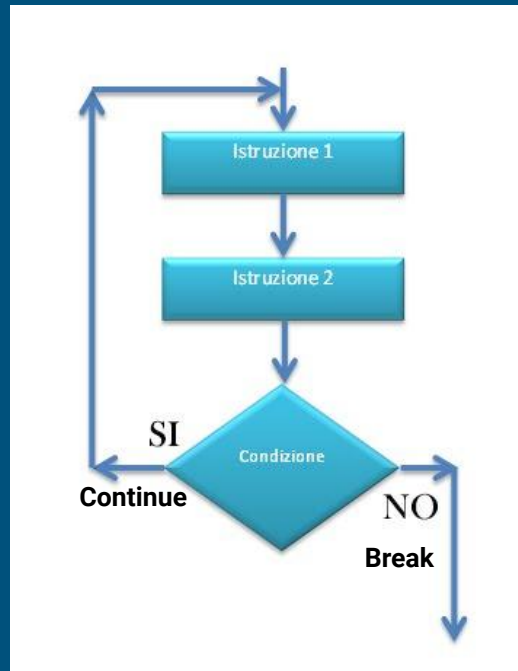 Istruzione 1
Istruzione 2
Condizione
SI
Continue
NO
Break